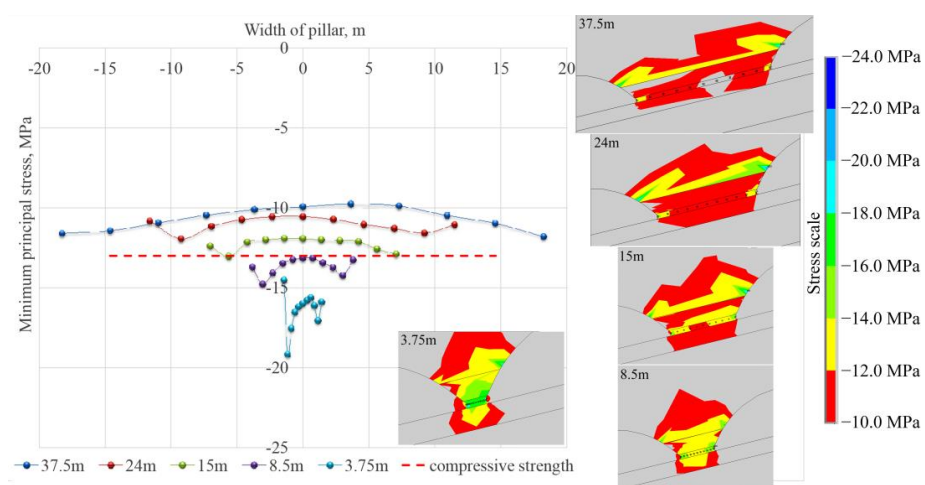 Width of pillar, m
-20 -15 -10 -5 0 5 10 15 20
0
-5
-10
-15
-20
-25
Minimum principal stress, MPa
37.5m 24m 15m 8.5m 3.75m compressive strength
3.75m
37.5m
24m
15m
8.5m
Stress scale
−24.0 MPa
−22.0 MPa
−20.0 MPa
−18.0 MPa
−16.0 MPa
−14.0 MPa
−12.0 MPa
−10.0 MPa